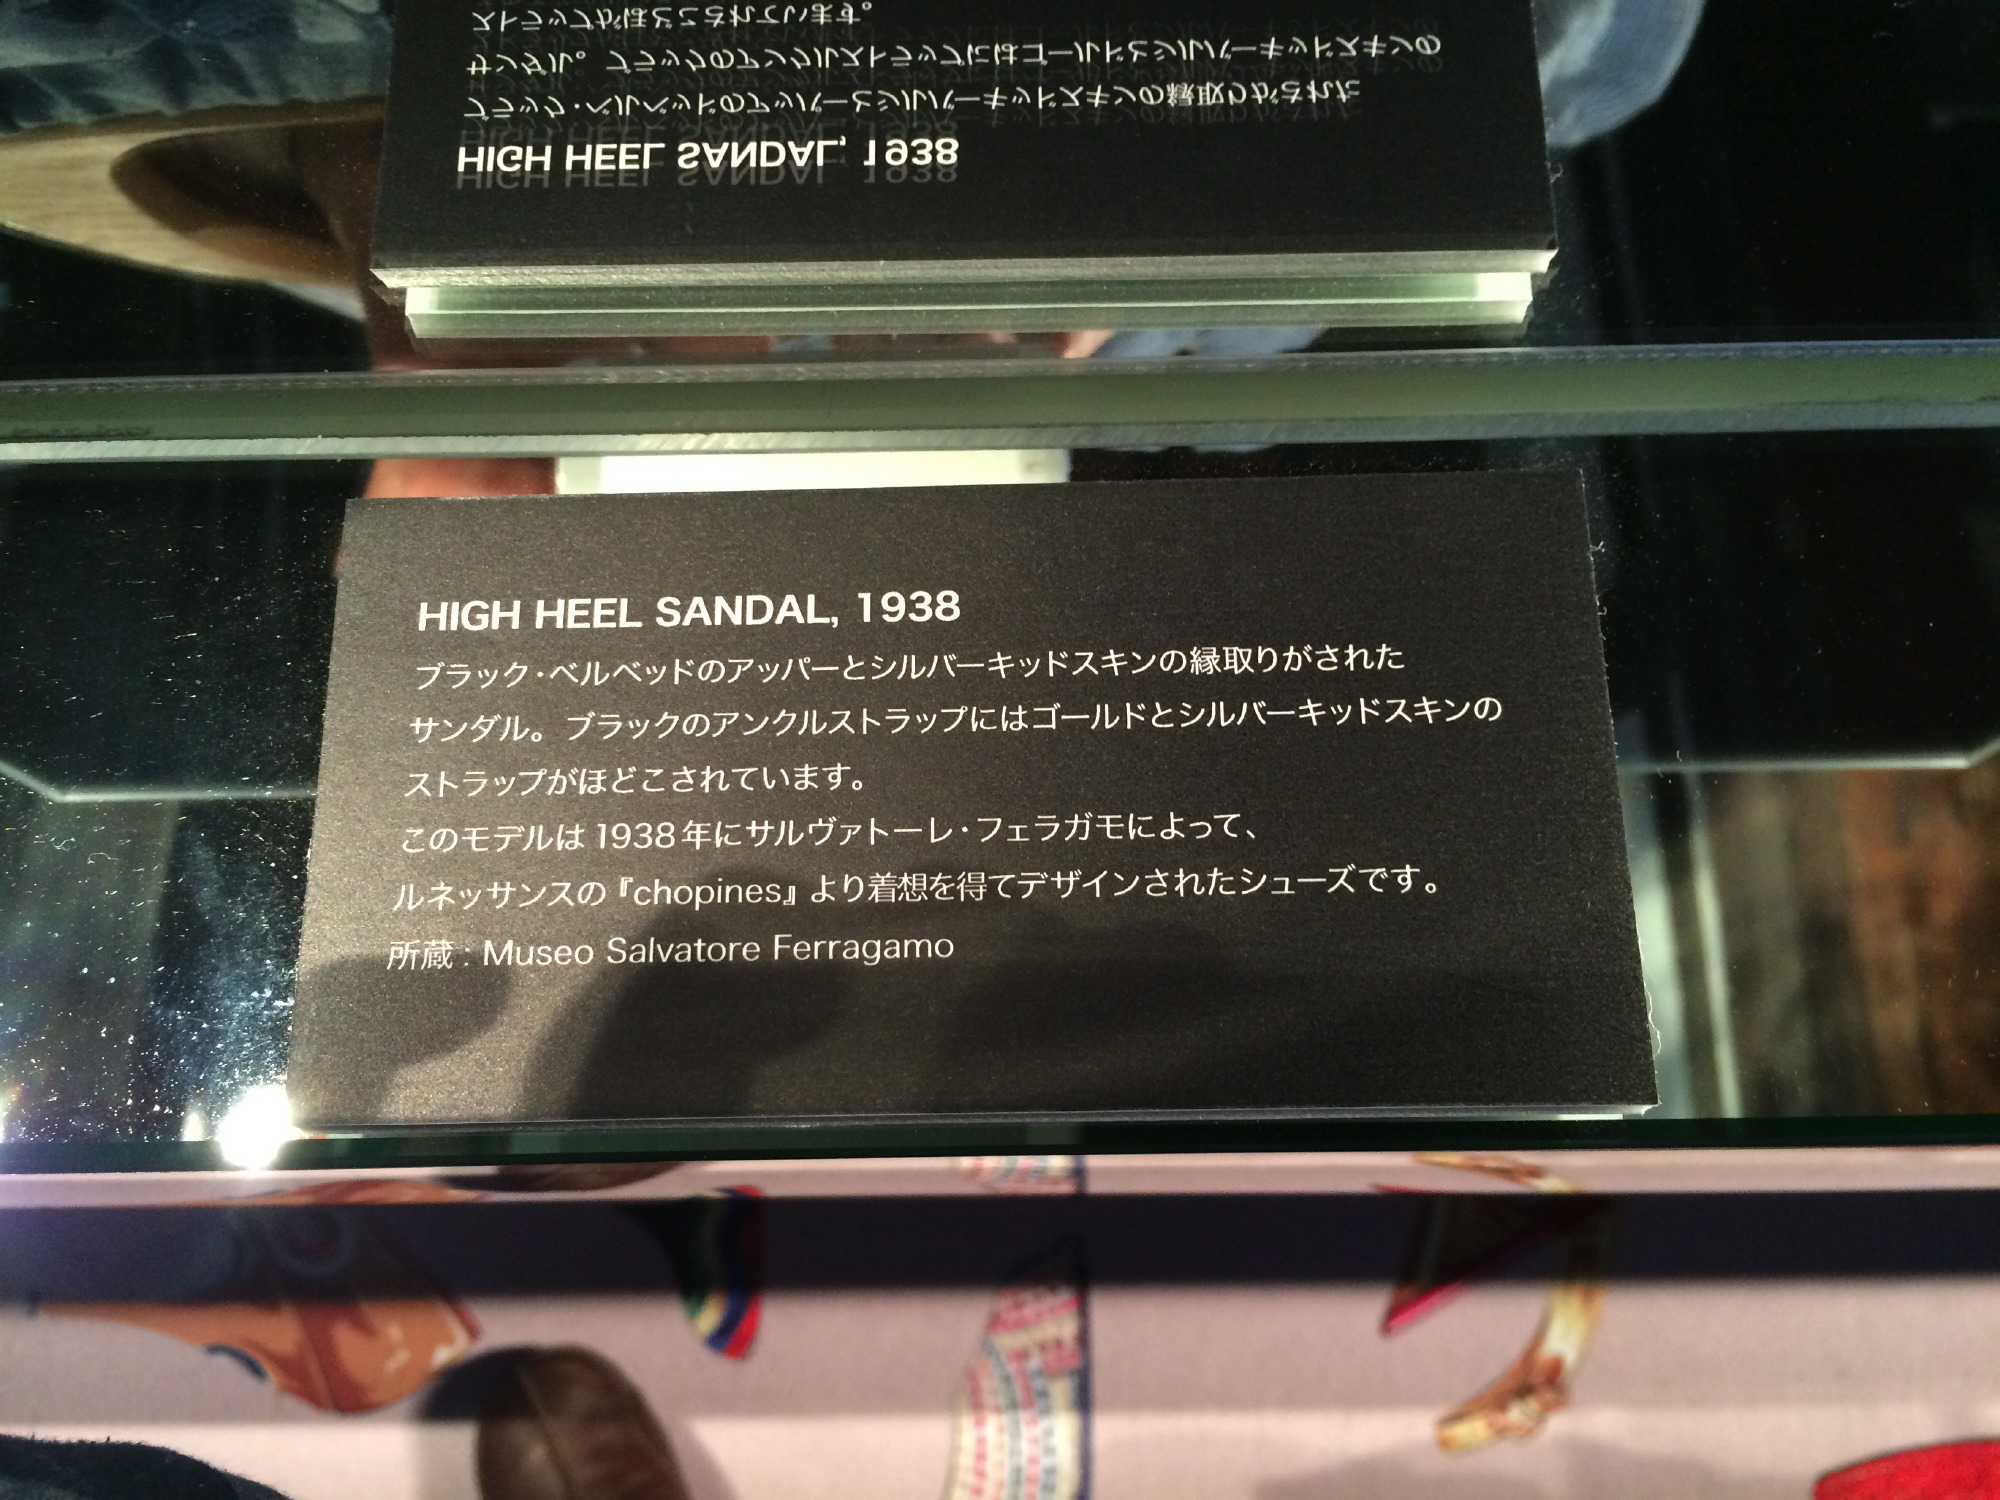 HIGH HEEL SANDAL, 1938
ブラック・ベルベッドのアッパーとシルバーキッドスキンの縁取りがされた
サンダル。ブラックのアンクルストラップにはゴールドとシルバーキッドスキンの
ストラップがほどこされています。
このモデルは1938年にサルヴァトーレ・フェラガモによって、
ルネッサンスの『chopines』より着想を得てデザインされたシューズです。
所蔵 : Museo Salvatore Ferragamo